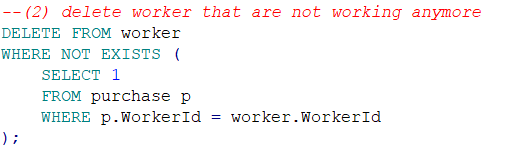 --(2) delete worker that are not working anymore
DELETE FROM worker
WHERE NOT EXISTS (
    SELECT 1
    FROM purchase p
    WHERE p.WorkerId = worker.WorkerId
);